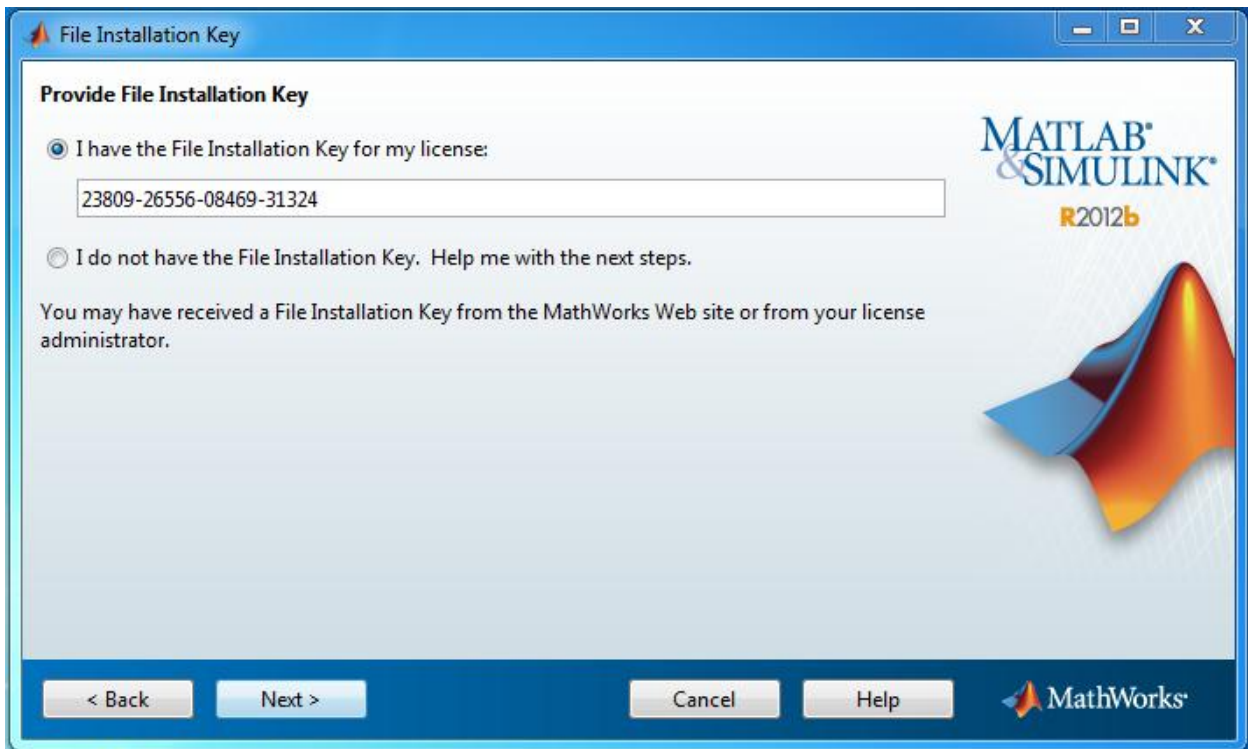 File Installation Key
Provide File Installation Key
I have the File Installation Key for my license:
23809-26556-08469-31324
I do not have the File Installation Key.  Help me with the next steps.
You may have received a File Installation Key from the MathWorks Web site or from your license
administrator.
MATLAB®
&SIMULINK®
R2012b
< Back
Next >
Cancel
Help
MathWorks®